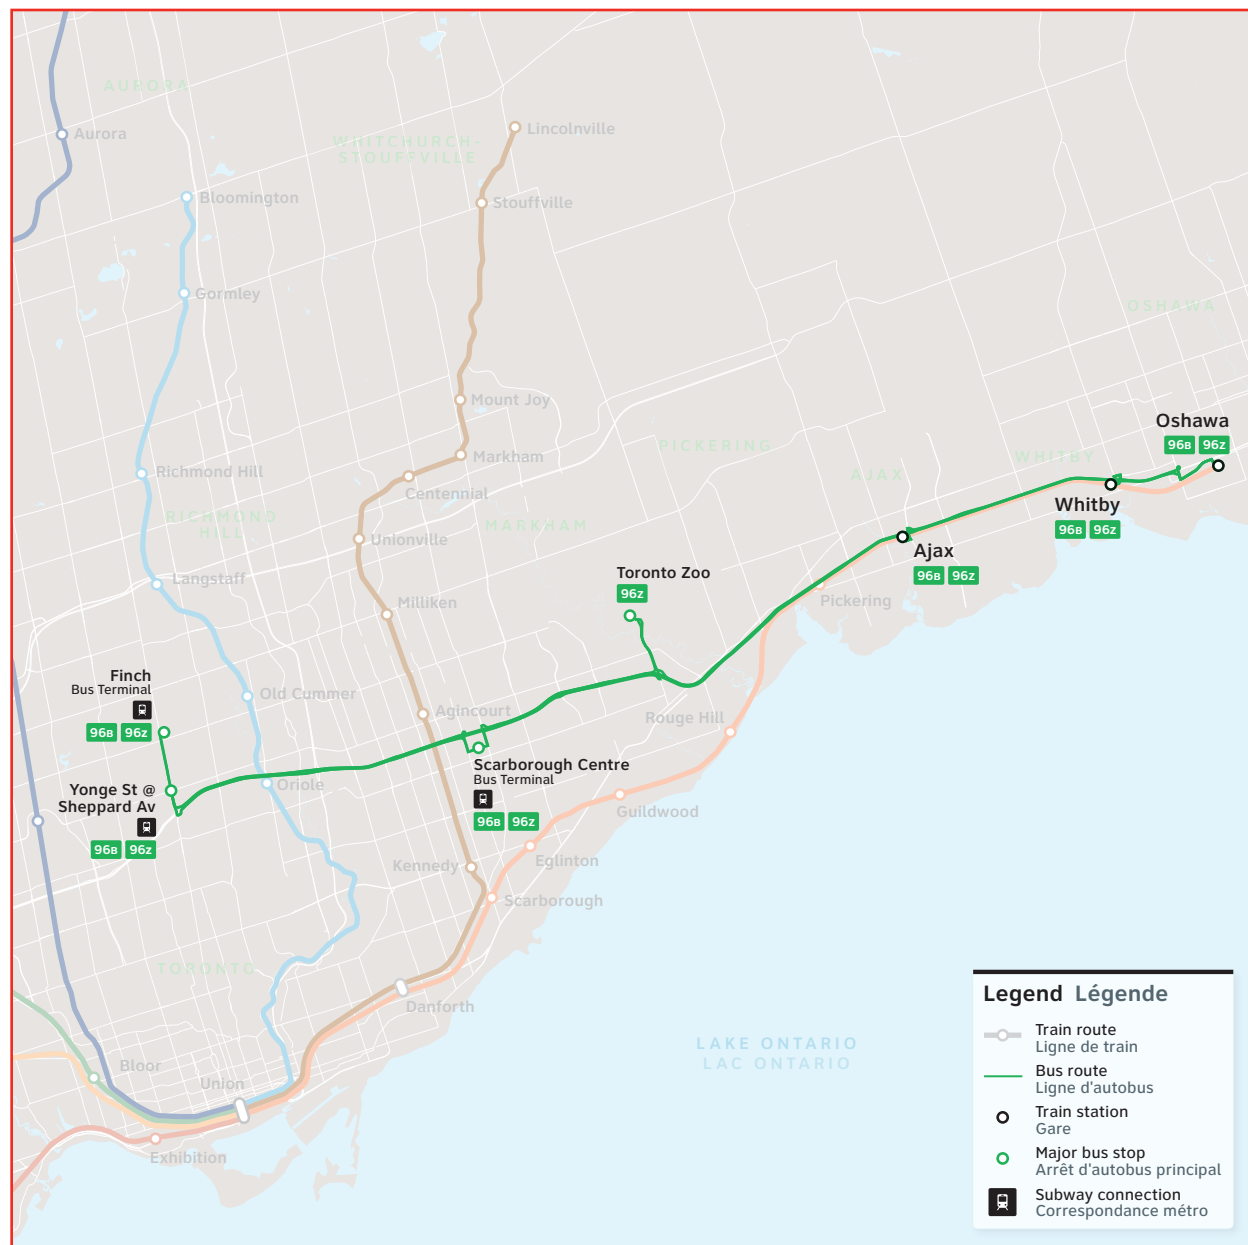 AURORA
Aurora
Lincolnville
WHITCHURCH-
STOUFFVILLE
Bloomington
Stouffville
Gormley
OSHAWA
Mount Joy
Oshawa
96B 96Z
PICKERING
Markham
WHITBY
Richmond Hill
AJAX
Centennial
Whitby
96B 96Z
RICHMOND
HILL
MARKHAM
Unionville
Ajax
96B 96Z
Langstaff
Toronto Zoo
96Z
Milliken
Pickering
Finch
Bus Terminal
96B 96Z
Old Cummer
Agincourt
Rouge Hill
Scarborough Centre
Bus Terminal
96B 96Z
Yonge St @
Sheppard Av
96B 96Z
Oriole
Guildwood
Kennedy
Eglinton
Scarborough
TORONTO
Danforth
LAKE ONTARIO
LAC ONTARIO
Bloor
Union
Exhibition
Legend Légende
Train route
Ligne de train
Bus route
Ligne d'autobus
Train station
Gare
Major bus stop
Arrêt d'autobus principal
Subway connection
Correspondance métro